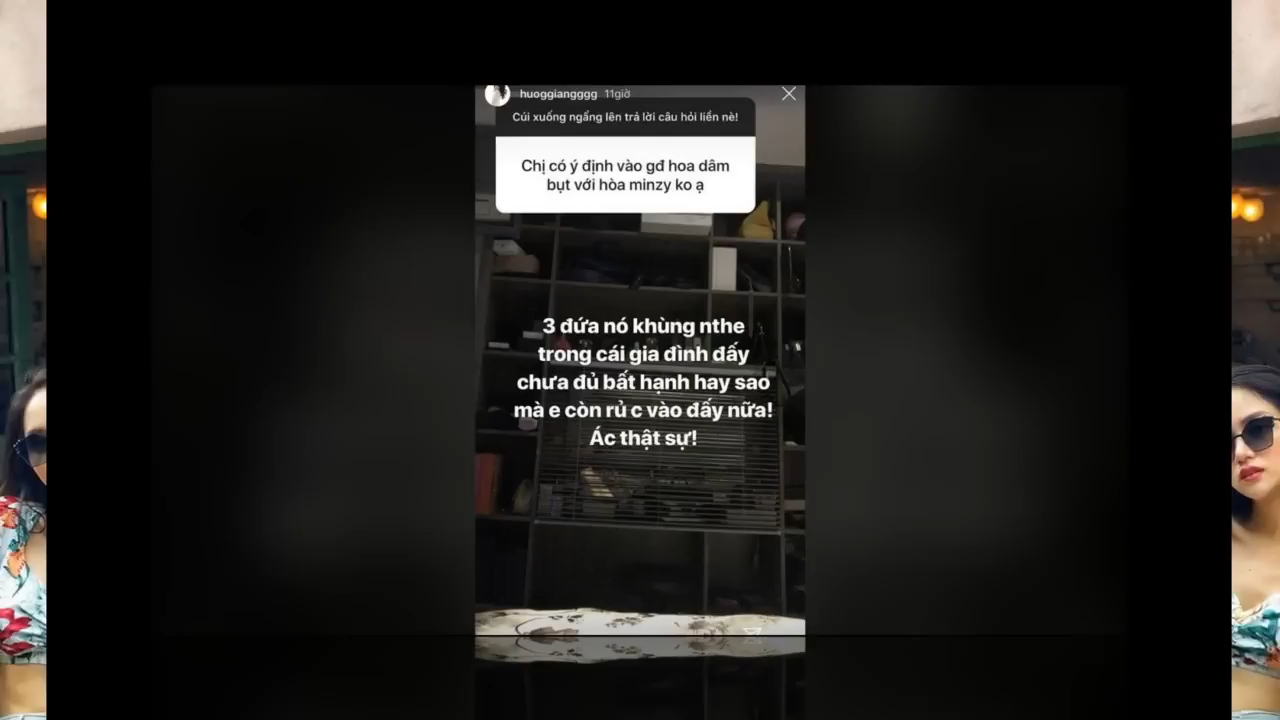 huoggiangggg 11giờ
Cúi xuống ngẩng lên trả lời câu hỏi liền nè!
Chị có ý định vào gđ hoa dâm
bụt với hòa minzy ko ạ
3 đứa nó khùng nthe
trong cái gia đình đấy
chưa đủ bất hạnh hay sao
mà e còn rủ c vào đấy nữa!
Ác thật sự!